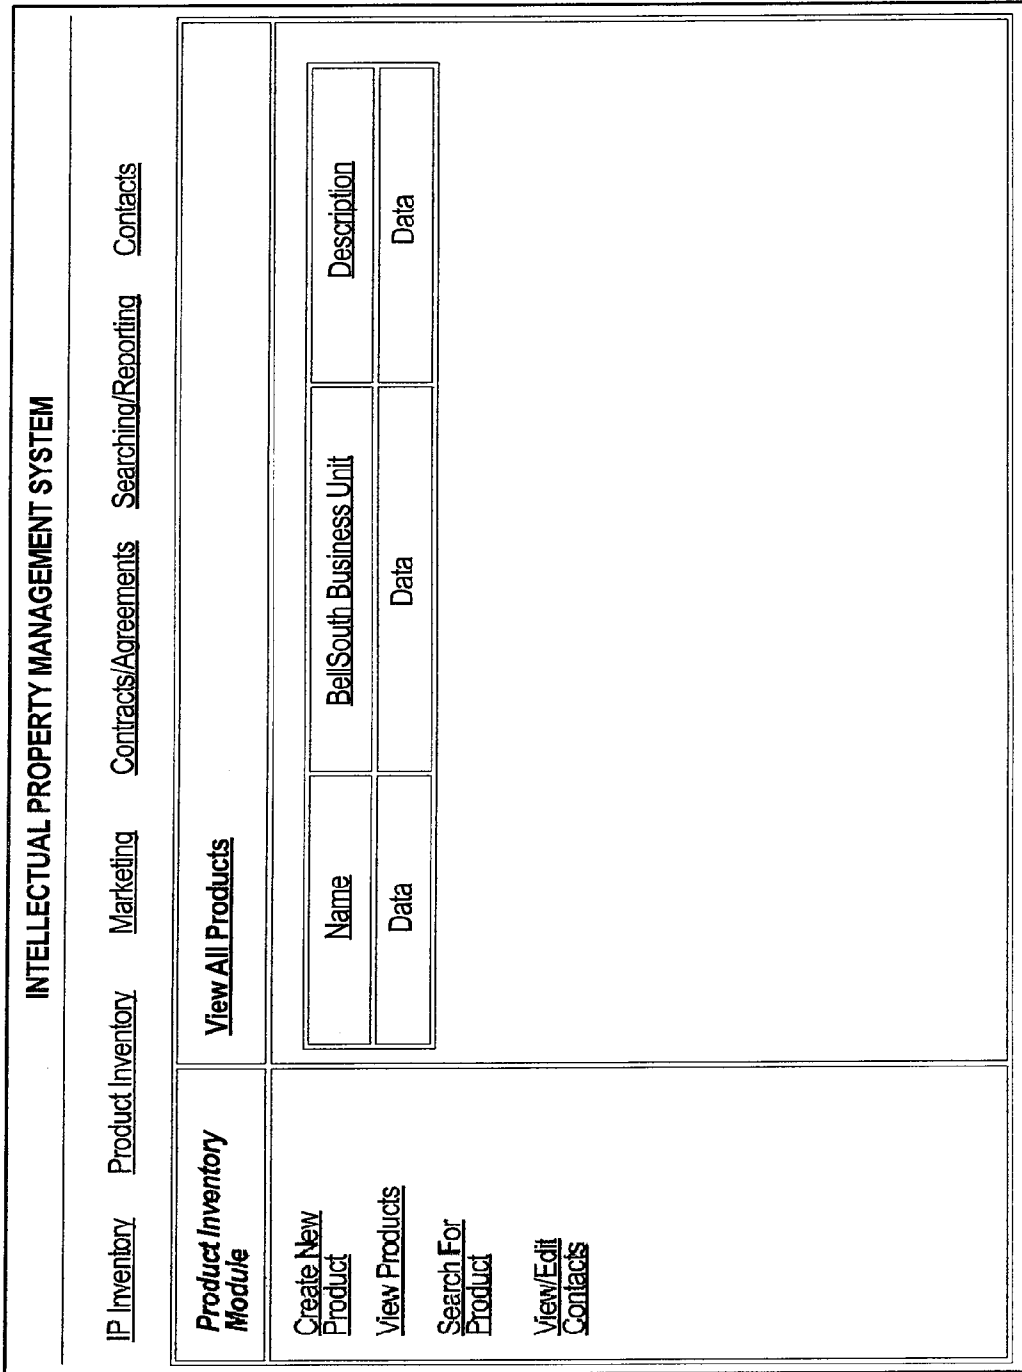 INTELLECTUAL PROPERTY MANAGEMENT SYSTEM
IP Inventory Product Inventory Marketing Contracts/Agreements Searching/Reporting Contacts
Product Inventory
Module
View All Products
Create New
Product
View Products
Search For
Product
View/Edit
Contacts
Name BellSouth Business Unit Description
Data Data Data